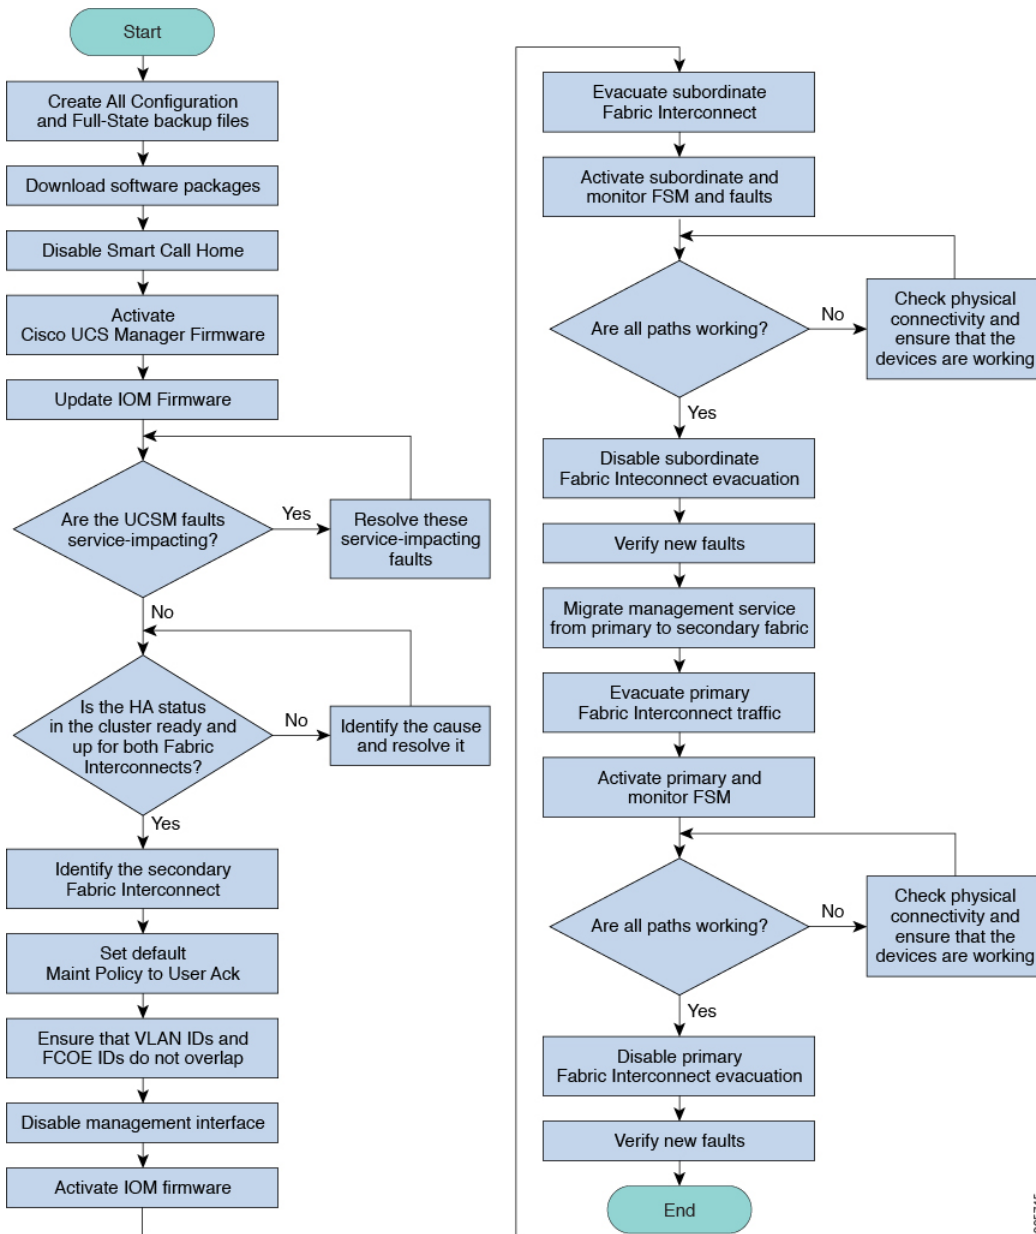 Start
Create All Configuration
and Full-State backup files
Download software packages
Disable Smart Call Home
Activate
Cisco UCS Manager Firmware
Update IOM Firmware
Are the UCSM faults
service-impacting?
Yes
Resolve these
service-impacting
faults
No
Is the HA status
in the cluster ready and
up for both Fabric
Interconnects?
No
Identify the cause
and resolve it
Yes
Identify the secondary
Fabric Interconnect
Set default
Maint Policy to User Ack
Ensure that VLAN IDs and
FCOE IDs do not overlap
Disable management interface
Activate IOM firmware
Evacuate subordinate
Fabric Interconnect
Activate subordinate and
monitor FSM and faults
Are all paths working?
No
Check physical
connectivity and
ensure that the
devices are working
Yes
Disable subordinate
Fabric Inteconnect evacuation
Verify new faults
Migrate management service
from primary to secondary fabric
Evacuate primary
Fabric Interconnect traffic
Activate primary and
monitor FSM
Are all paths working?
No
Check physical
connectivity and
ensure that the
devices are working
Yes
Disable primary
Fabric Interconnect evacuation
Verify new faults
End